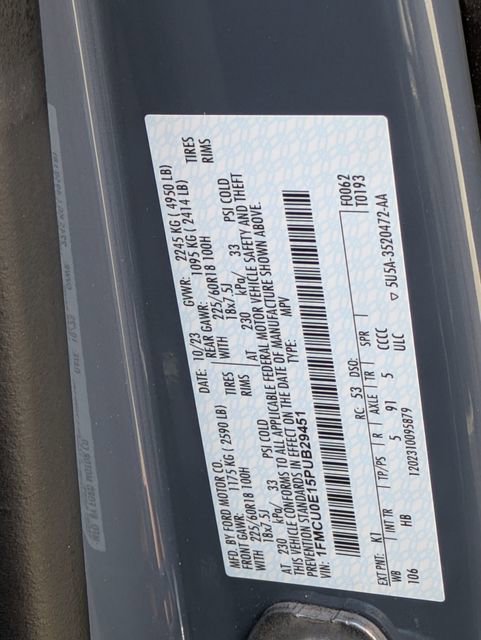 MFD. BY FORD MOTOR CO. DATE: 10/23 GVWR: 2245 KG ( 4950 LB)
FRONT GAWR: 1175 KG ( 2590 LB) REAR GAWR: 1095 KG ( 2414 LB)
WITH 225/60R18 100H TIRES WITH 225/60R18 100H TIRES
18x7.5J RIMS 18x7.5J RIMS
AT 230 kPa/ 33 PSI COLD AT 230 kPa/ 33 PSI COLD
THIS VEHICLE CONFORMS TO ALL APPLICABLE FEDERAL MOTOR VEHICLE SAFETY AND THEFT
PREVENTION STANDARDS IN EFFECT ON THE DATE OF MANUFACTURE SHOWN ABOVE.
VIN: 1FMCU0E15PUB29451 TYPE: MPV
F0062
T0193
EXT PNT: K1 RC: 53 DSO:
WB INT TR TP/PS R AXLE TR SPR
106 HB 5 91 5 CCCC
1202310095879 ULC
▽ 5U5A-3520472-AA